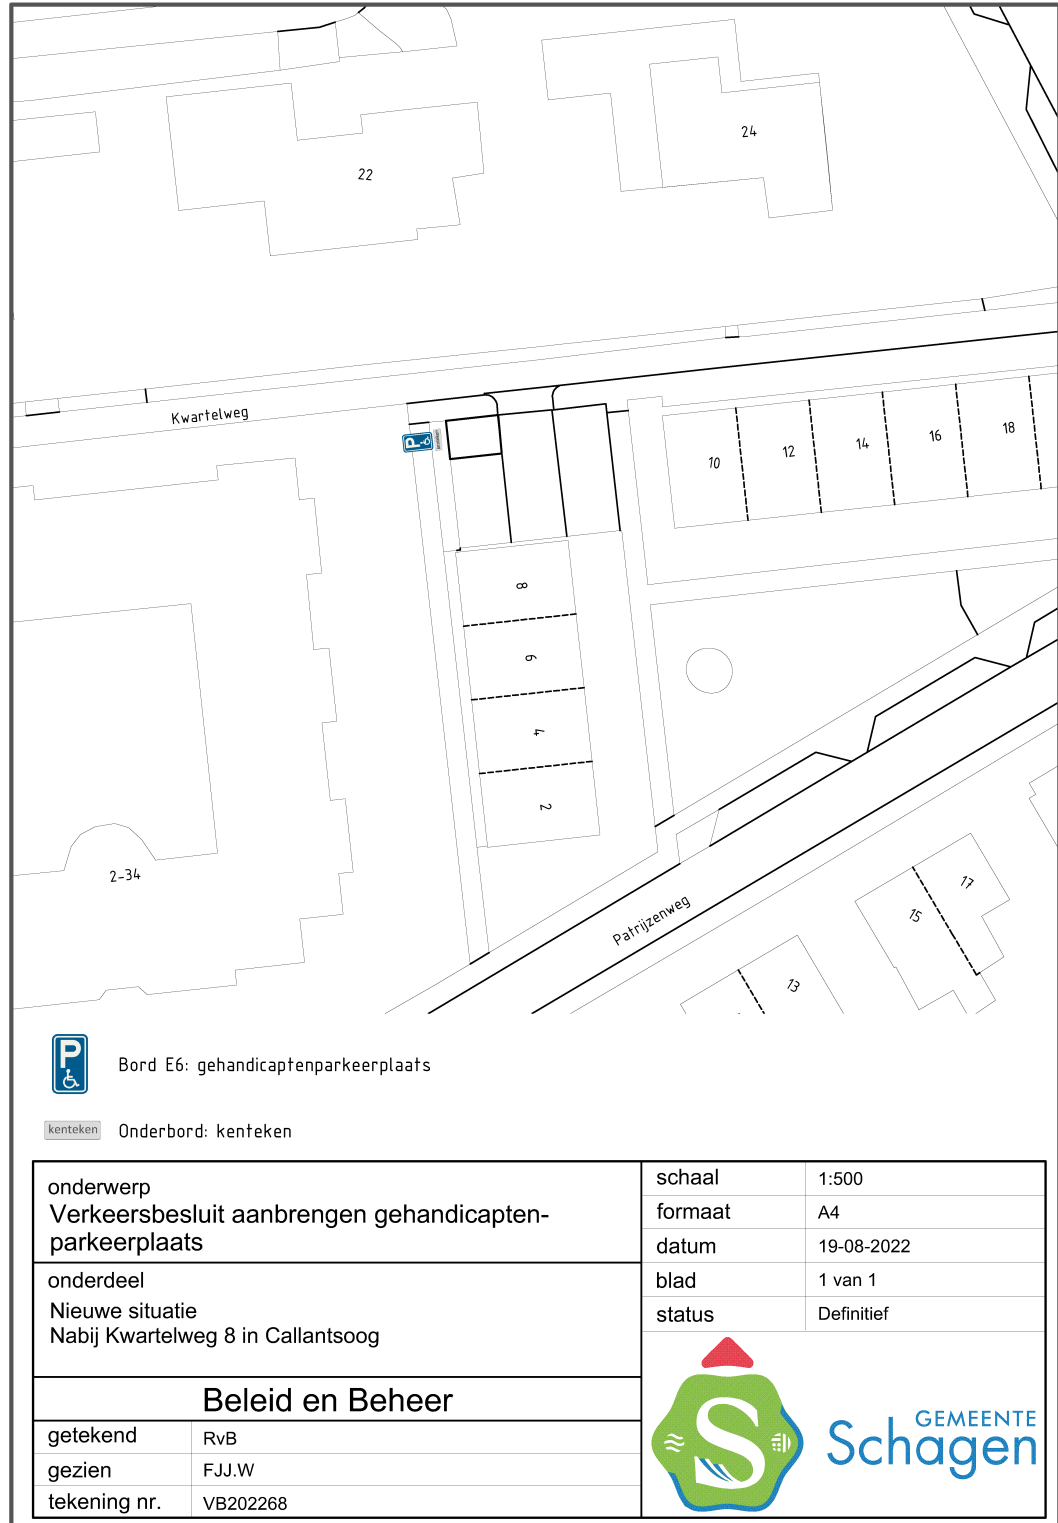 24
22
Kwartelweg
P
kenteken
10
12
14
16
18
8
6
4
2
2-34
Patrijzenweg
15
17
13
P
Bord E6: gehandicaptenparkeerplaats
kenteken
Onderbord: kenteken
onderwerp
Verkeersbesluit aanbrengen gehandicapten-
parkeerplaats
onderdeel
Nieuwe situatie
Nabij Kwartelweg 8 in Callantsoog
Beleid en Beheer
getekend RvB
gezien FJJ.W
tekening nr. VB202268
schaal 1:500
formaat A4
datum 19-08-2022
blad 1 van 1
status Definitief
S
GEMEENTE
Schagen